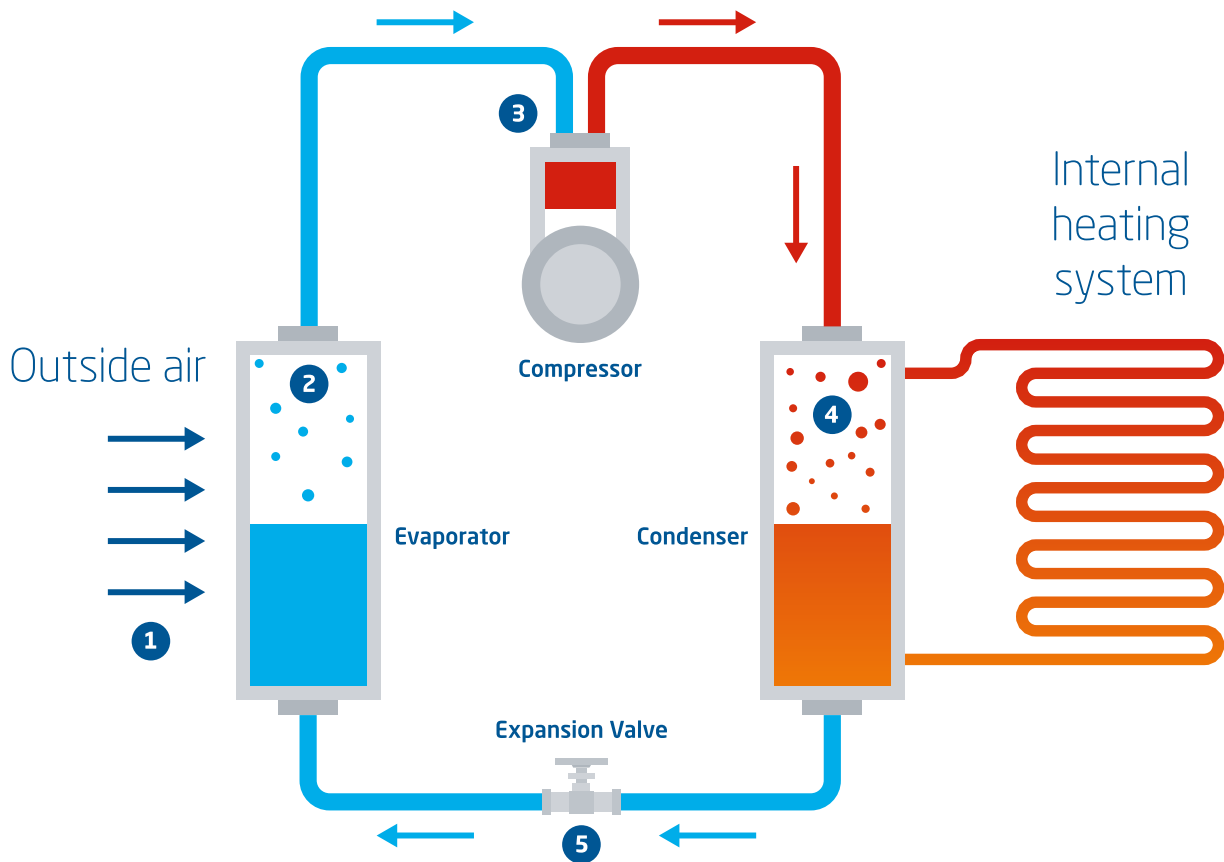 3
Internal
heating
system
Outside air
2
Compressor
4
Evaporator
Condenser
1
Expansion Valve
5